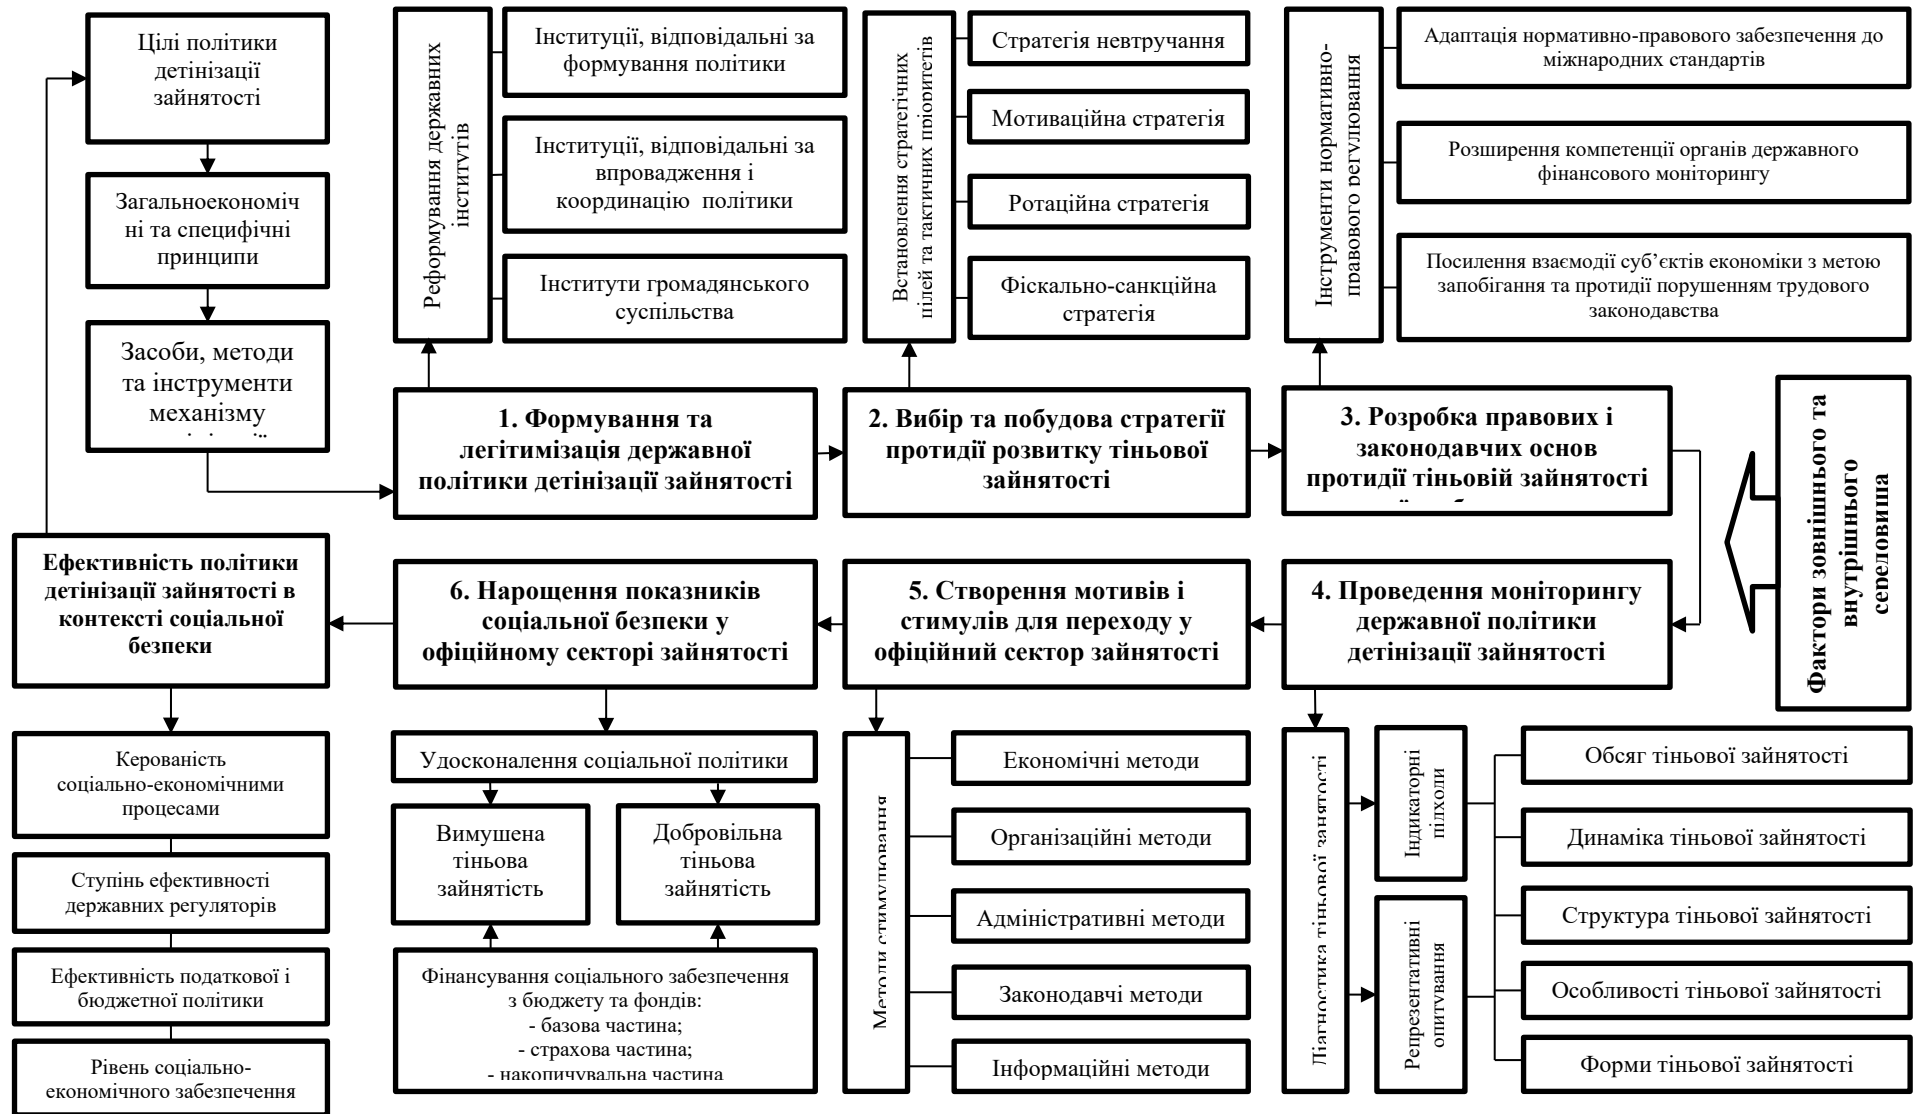 Цілі політики
детінізації
зайнятості
Загальноекономіч
ні та специфічні
принципи
Засоби, методи
та інструменти
механізму
Реформування державних
інститутів
Інституції, відповідальні за
формування політики
Інституції, відповідальні за
впровадження і
координацію політики
Інститути громадянського
суспільства
Встановлення стратегічних
цілей та тактичних пріоритетів
Стратегія невтручання
Мотиваційна стратегія
Ротаційна стратегія
Фіскально-санкційна
стратегія
Інструменти нормативно-
правового регулювання
Адаптація нормативно-правового забезпечення до
міжнародних стандартів
Розширення компетенції органів державного
фінансового моніторингу
Посилення взаємодії суб’єктів економіки з метою
запобігання та протидії порушенням трудового
законодавства
1. Формування та
легітимізація державної
політики детінізації зайнятості
2. Вибір та побудова стратегії
протидії розвитку тіньової
зайнятості
3. Розробка правових і
законодавчих основ
протидії тіньовій зайнятості
Фактори зовнішнього та
внутрішнього
середовища
Ефективність політики
детінізації зайнятості в
контексті соціальної
безпеки
6. Нарощення показників
соціальної безпеки у
офіційному секторі зайнятості
5. Створення мотивів і
стимулів для переходу у
офіційний сектор зайнятості
4. Проведення моніторингу
державної політики
детінізації зайнятості
Керованість
соціально-економічними
процесами
Ступінь ефективності
державних регуляторів
Ефективність податкової і
бюджетної політики
Рівень соціально-
економічного забезпечення
Удосконалення соціальної політики
Вимушена
тіньова
зайнятість
Добровільна
тіньова
зайнятість
Фінансування соціального забезпечення
з бюджету та фондів:
- базова частина;
- страхова частина;
- накопичувальна частина
Методи стимулювання
Економічні методи
Організаційні методи
Адміністративні методи
Законодавчі методи
Інформаційні методи
Діагностика тіньової занятості
Індикаторні
підходи
Репрезентативні
опитування
Обсяг тіньової зайнятості
Динаміка тіньової зайнятості
Структура тіньової зайнятості
Особливості тіньової зайнятості
Форми тіньової зайнятості